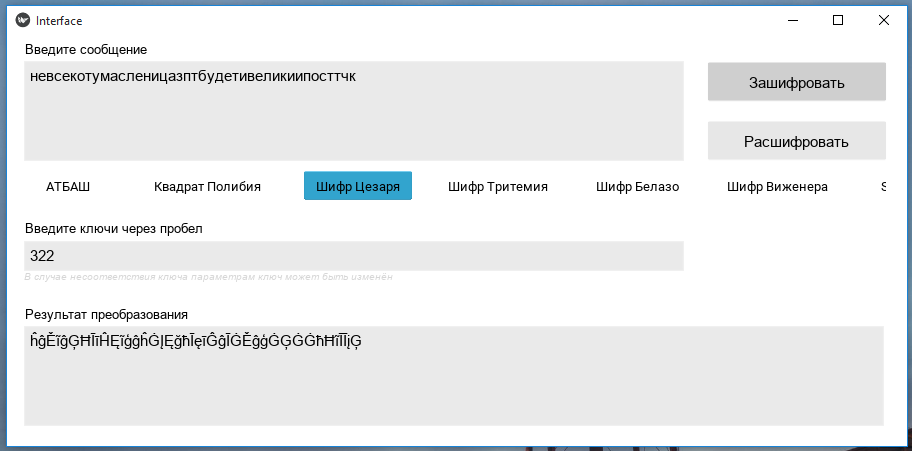 Interface
Введите сообщение
невсекотумасленицазптбудетивеликиипосттчк
Зашифровать
Расшифровать
АТБАШ Квадрат Полибия Шифр Цезаря Шифр Тритемия Шифр Белазо Шифр Виженера S
Введите ключи через пробел
322
В случае несоответствия ключа параметрам ключ может быть изменён
Результат преобразования
ĥĝĚĩĝĢĦĪīĤĘĩģĝĥĠĮĘğħĪęīĜĝĪĠĚĝģĠĢĠĠħĦĩĪĪįĢ